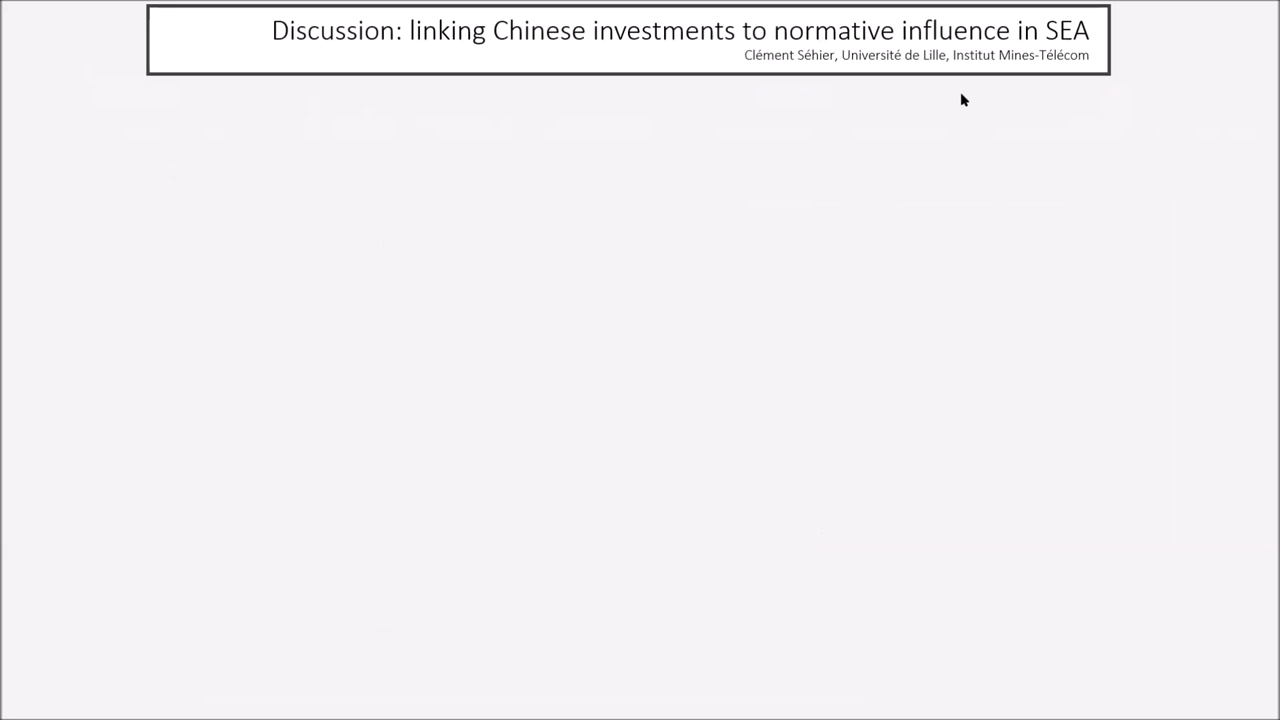 Discussion: linking Chinese investments to normative influence in SEA
Clément Séhier, Université de Lille, Institut Mines-Télécom